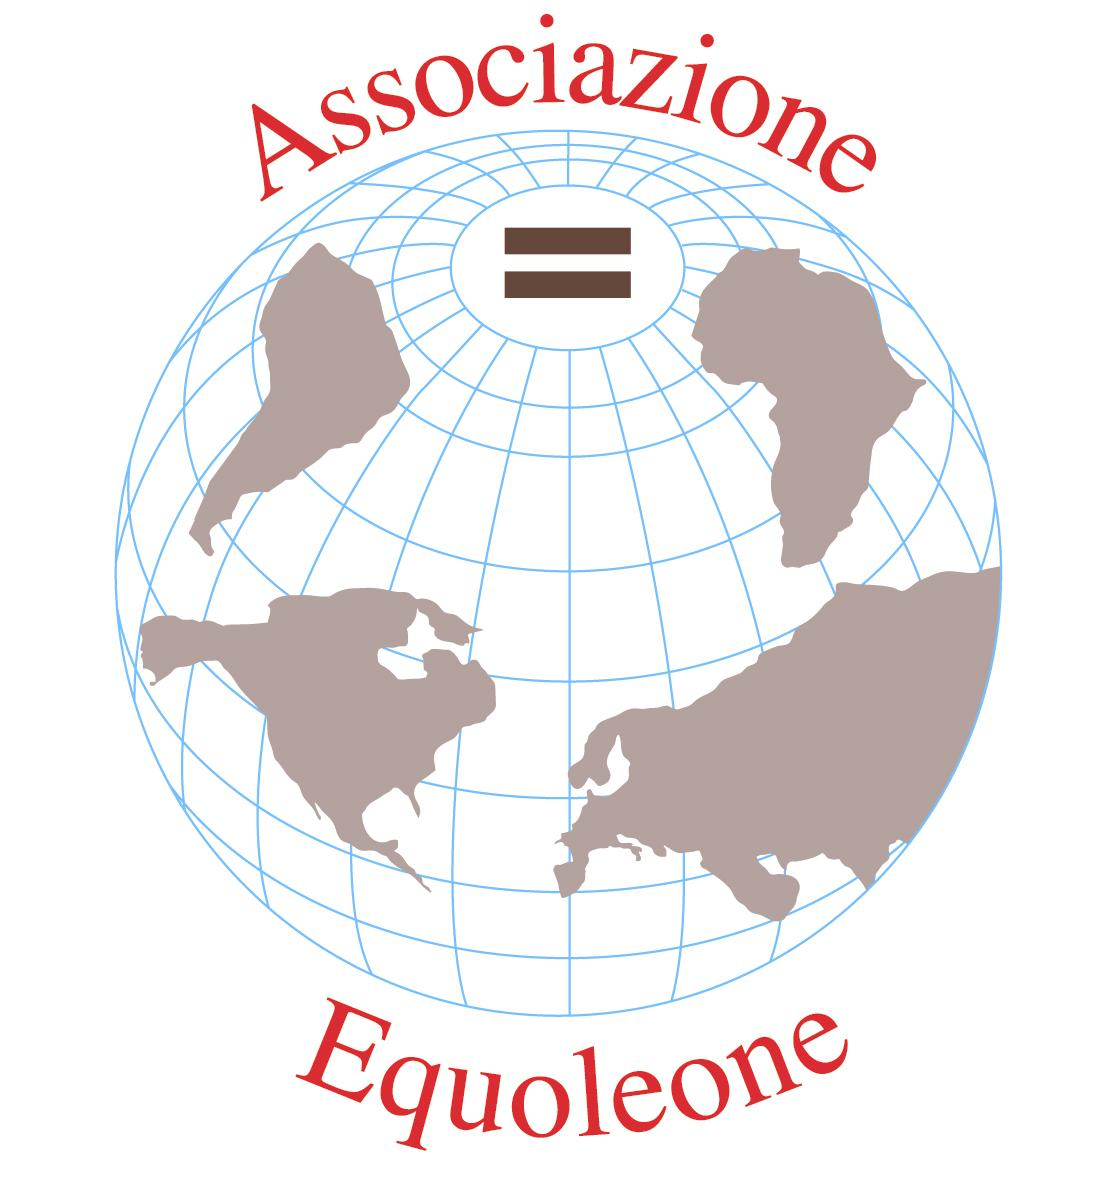 Associazione
=
Equoleone